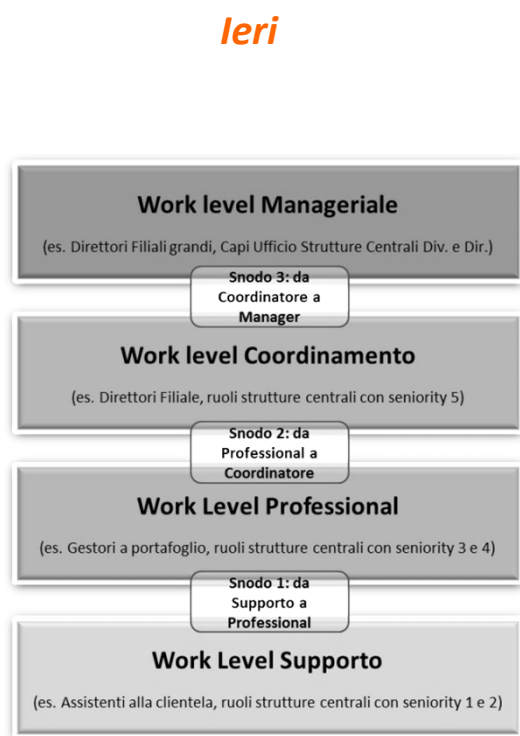 Ieri
Work level Manageriale
(es. Direttori Filiali grandi, Capi Ufficio Strutture Centrali Div. e Dir.)
Snodo 3: da
Coordinatore a
Manager
Work level Coordinamento
(es. Direttori Filiale, ruoli strutture centrali con seniority 5)
Snodo 2: da
Professional a
Coordinatore
Work Level Professional
(es. Gestori a portafoglio, ruoli strutture centrali con seniority 3 e 4)
Snodo 1: da
Supporto a
Professional
Work Level Supporto
(es. Assistenti alla clientela, ruoli strutture centrali con seniority 1 e 2)